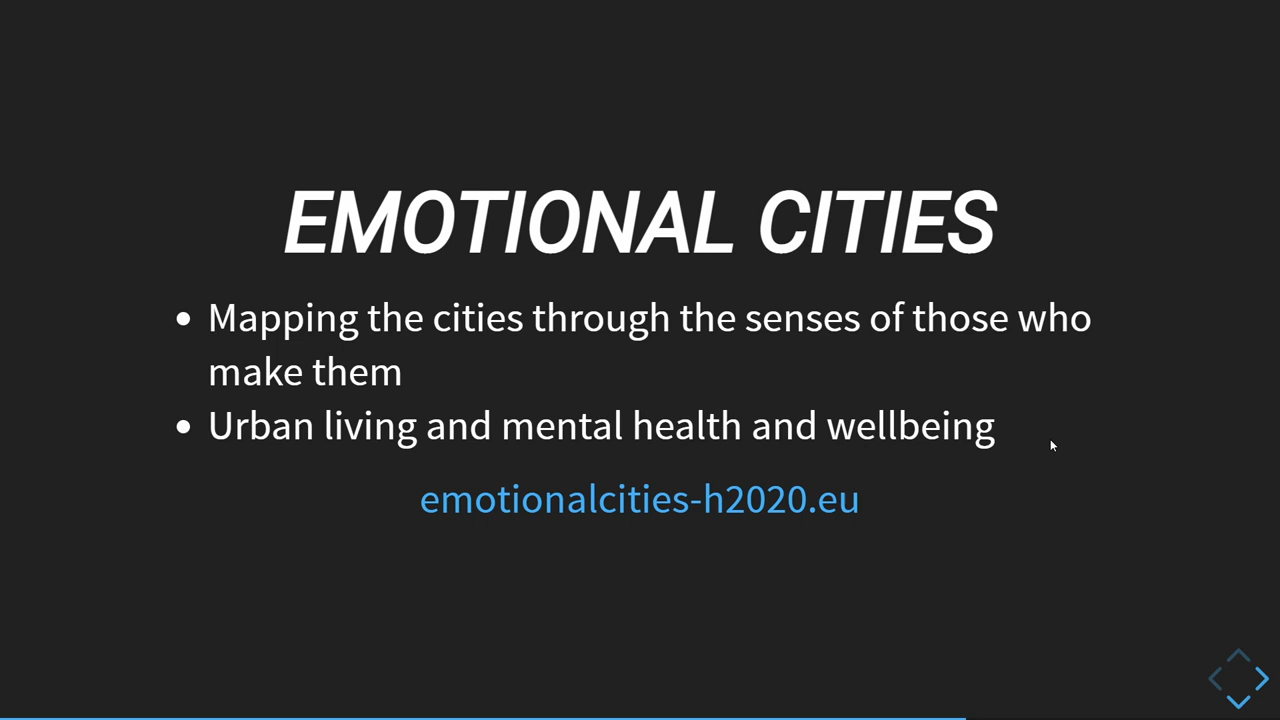 EMOTIONAL CITIES
Mapping the cities through the senses of those who
make them
Urban living and mental health and wellbeing
emotionalcities-h2020.eu